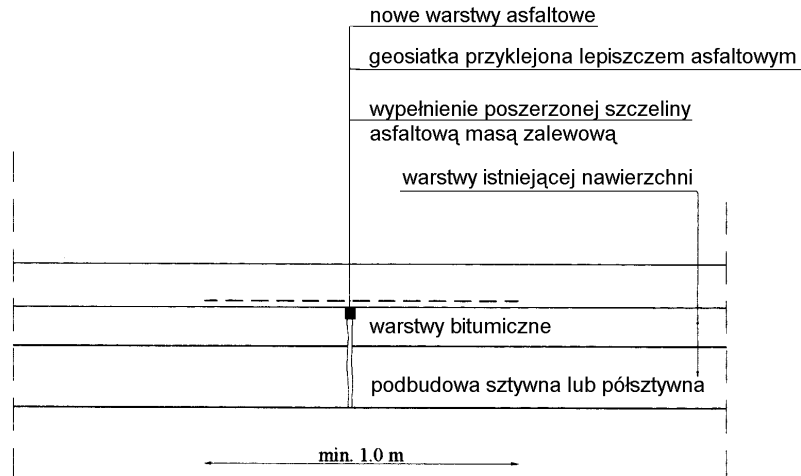 nowe warstwy asfaltowe
geosiatka przyklejona lepiszczem asfaltowym
wypełnienie poszerzonej szczeliny
asfaltową masą zalewową
warstwy istniejącej nawierzchni
warstwy bitumiczne
podbudowa sztywna lub półsztywna
min. 1.0 m